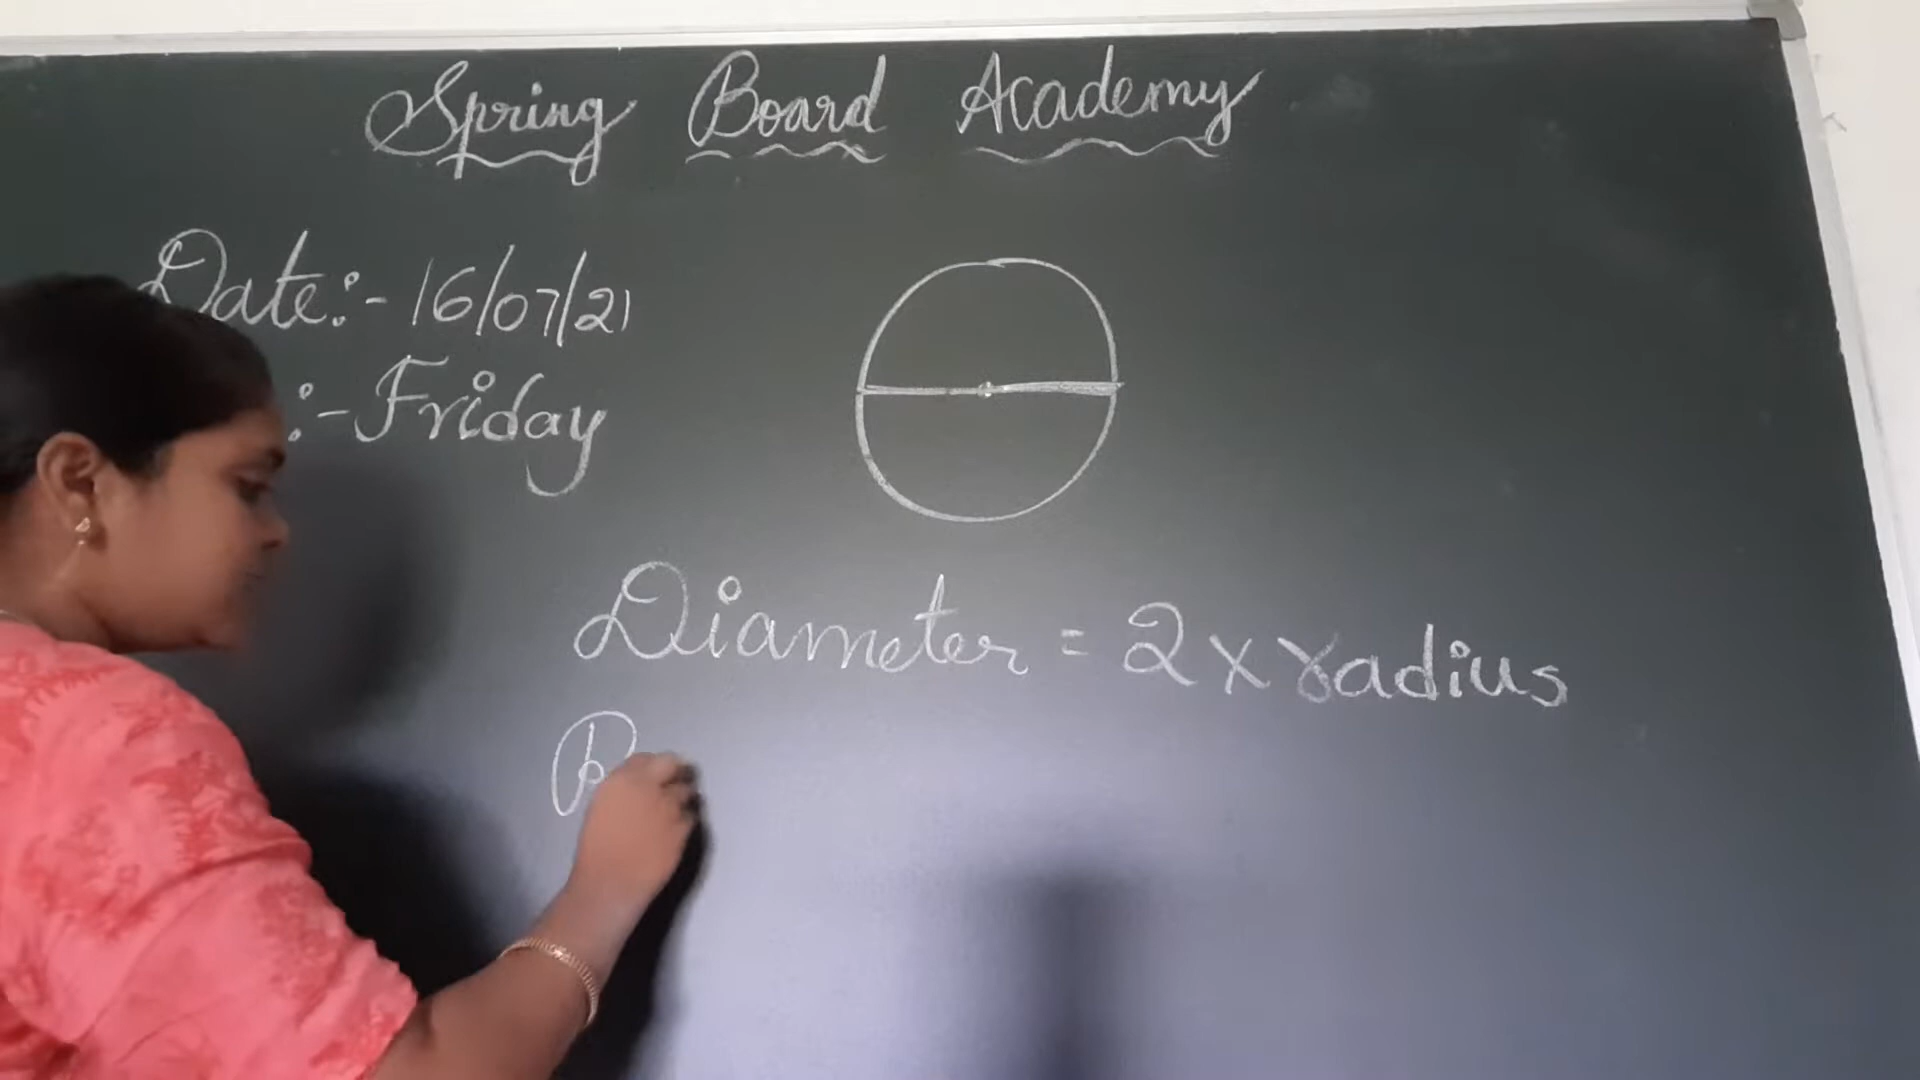 Spring Board Academy
Date:- 16/07/21
:- Friday
Diameter = 2 x radius